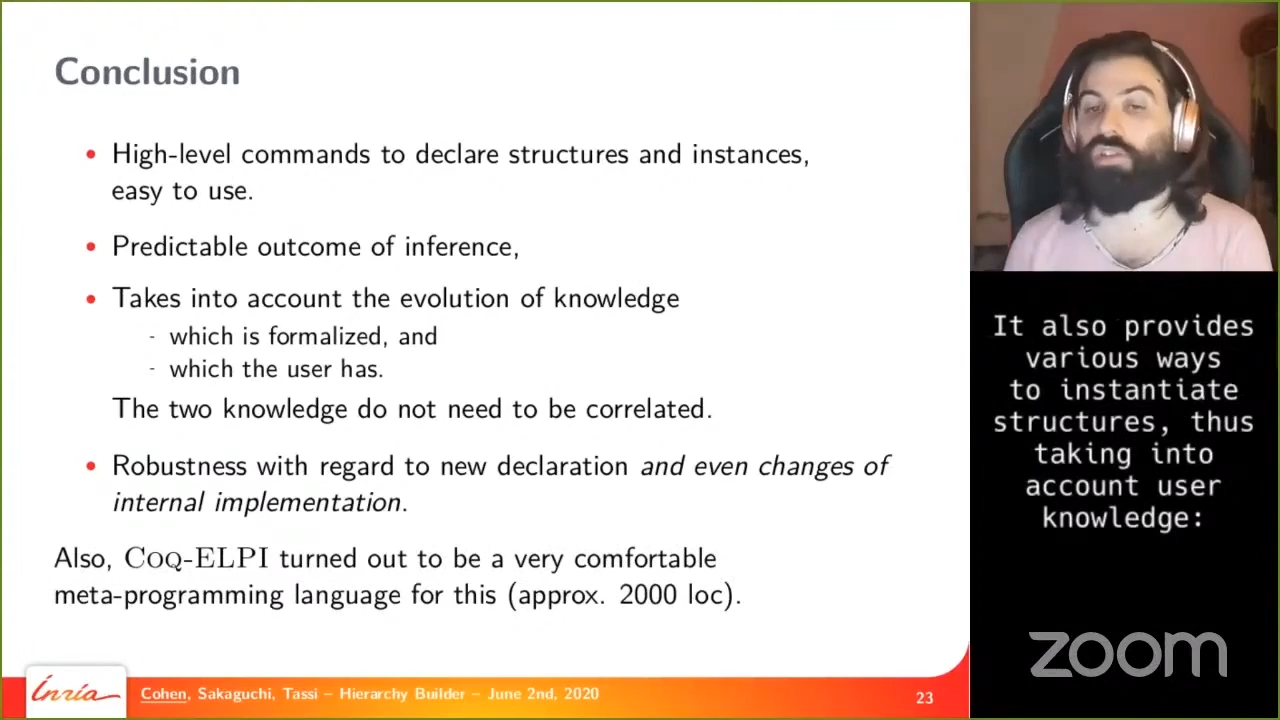 Conclusion
• High-level commands to declare structures and instances,
easy to use.
• Predictable outcome of inference,
• Takes into account the evolution of knowledge
- which is formalized, and
- which the user has.
The two knowledge do not need to be correlated.
• Robustness with regard to new declaration and even changes of
internal implementation.
Also, COQ-ELPI turned out to be a very comfortable
meta-programming language for this (approx. 2000 loc).
Inria
Cohen, Sakaguchi, Tassi – Hierarchy Builder – June 2nd, 2020
23
It also provides
various ways
to instantiate
structures, thus
taking into
account user
knowledge:
zoom